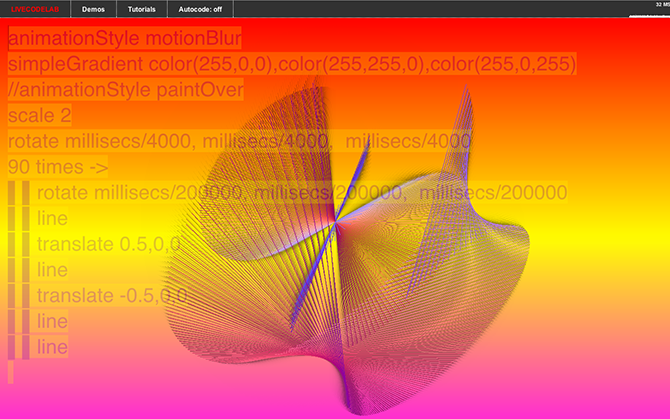 LIVECODELAB Demos Tutorials Autocode: off 32 MS
animationStyle motionBlur
simpleGradient color(255,0,0),color(255,255,0),color(255,0,255)
//animationStyle paintOver
scale 2
rotate millisecs/4000, millisecs/4000, millisecs/4000
90 times ->
rotate millisecs/200000, millisecs/200000, millisecs/200000
line
translate 0.5,0,0
line
translate -0.5,0,0
line
line